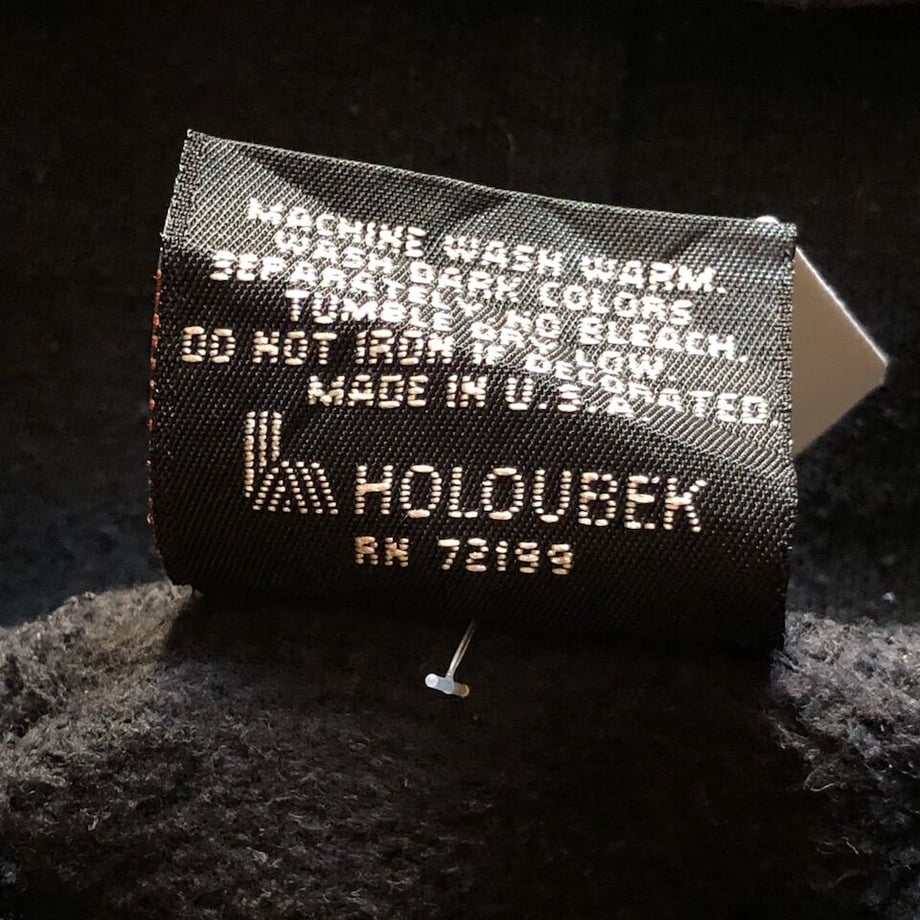 MACHINE WASH WARM.
WASH DARK COLORS
SEPARATELY. NO BLEACH.
TUMBLE DRY LOW
DO NOT IRON IF DECORATED.
MADE IN U.S.A
HOLOUBEK
RN 72199